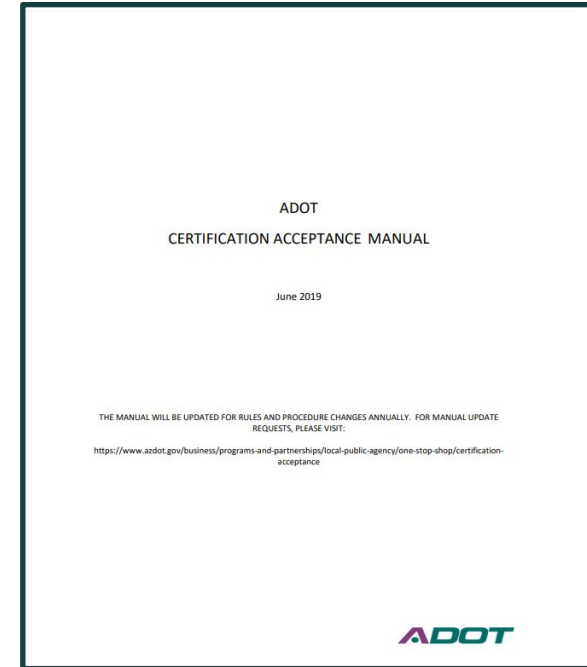 ADOT
CERTIFICATION ACCEPTANCE MANUAL
June 2019
THE MANUAL WILL BE UPDATED FOR RULES AND PROCEDURE CHANGES ANNUALLY. FOR MANUAL UPDATE
REQUESTS, PLEASE VISIT:
https://www.azdot.gov/business/programs-and-partnerships/local-public-agency/one-stop-shop/certification-
acceptance
ADOT